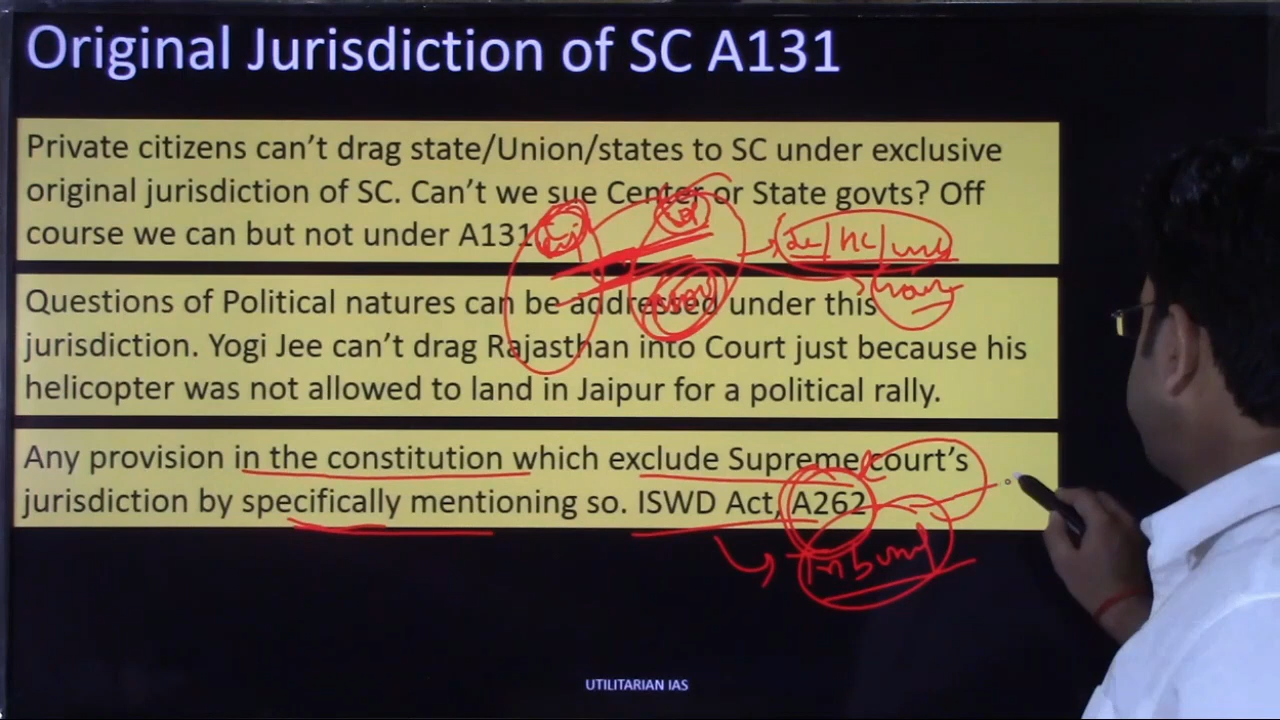 Original Jurisdiction of SC A131
Private citizens can't drag state/Union/states to SC under exclusive
original jurisdiction of SC. Can't we sue Center or State govts? Off
course we can but not under A131
Questions of Political natures can be addressed under this
jurisdiction. Yogi Jee can't drag Rajasthan into Court just because his
helicopter was not allowed to land in Jaipur for a political rally.
Any provision in the constitution which exclude Supreme court's
jurisdiction by specifically mentioning so. ISWD Act, A262
UTILITARIAN IAS